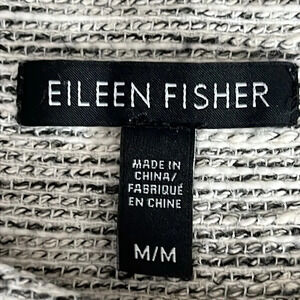 EILEEN FISHER
MADE IN
CHINA/
FABRIQUÉ
EN CHINE
M/M